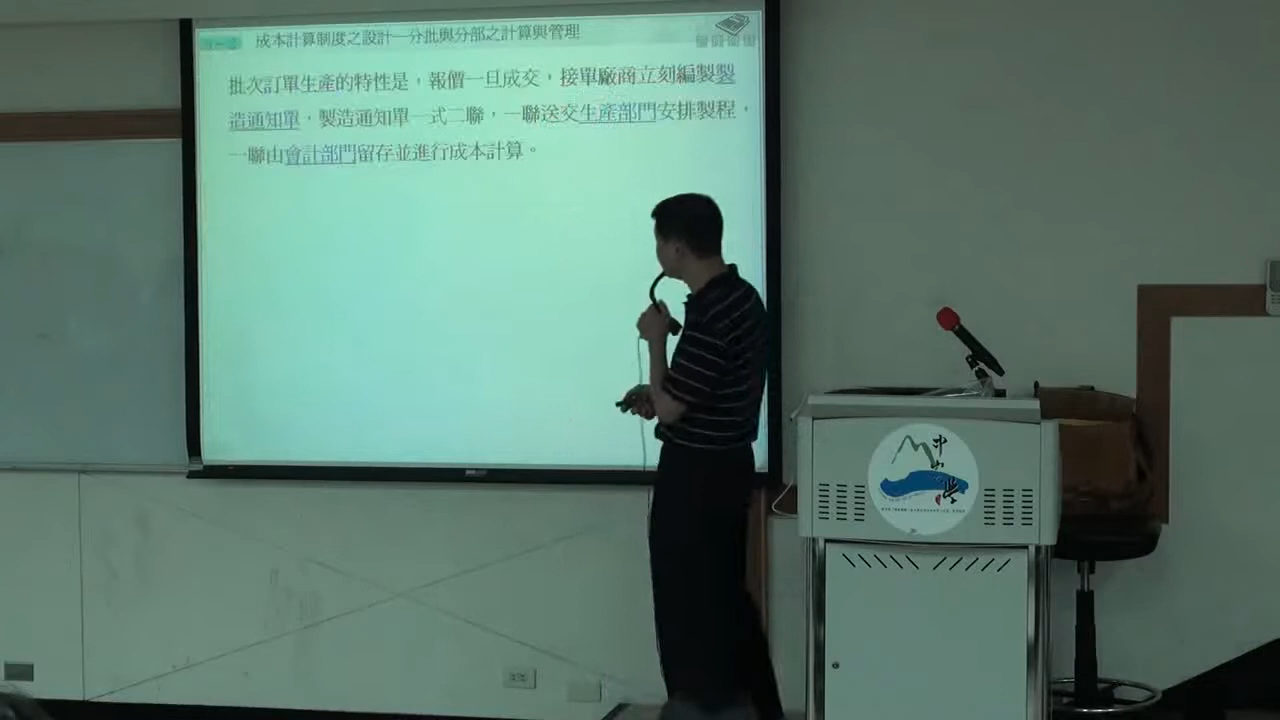 成本計算制度之設計—分批與分部之計算與管理
批次訂單生產的特性是，報價一旦成交，接單廠商立刻編製製
造通知單，製造通知單一式二聯，一聯送交生產部門安排製程，
一聯由會計部門留存並進行成本計算。
中山學